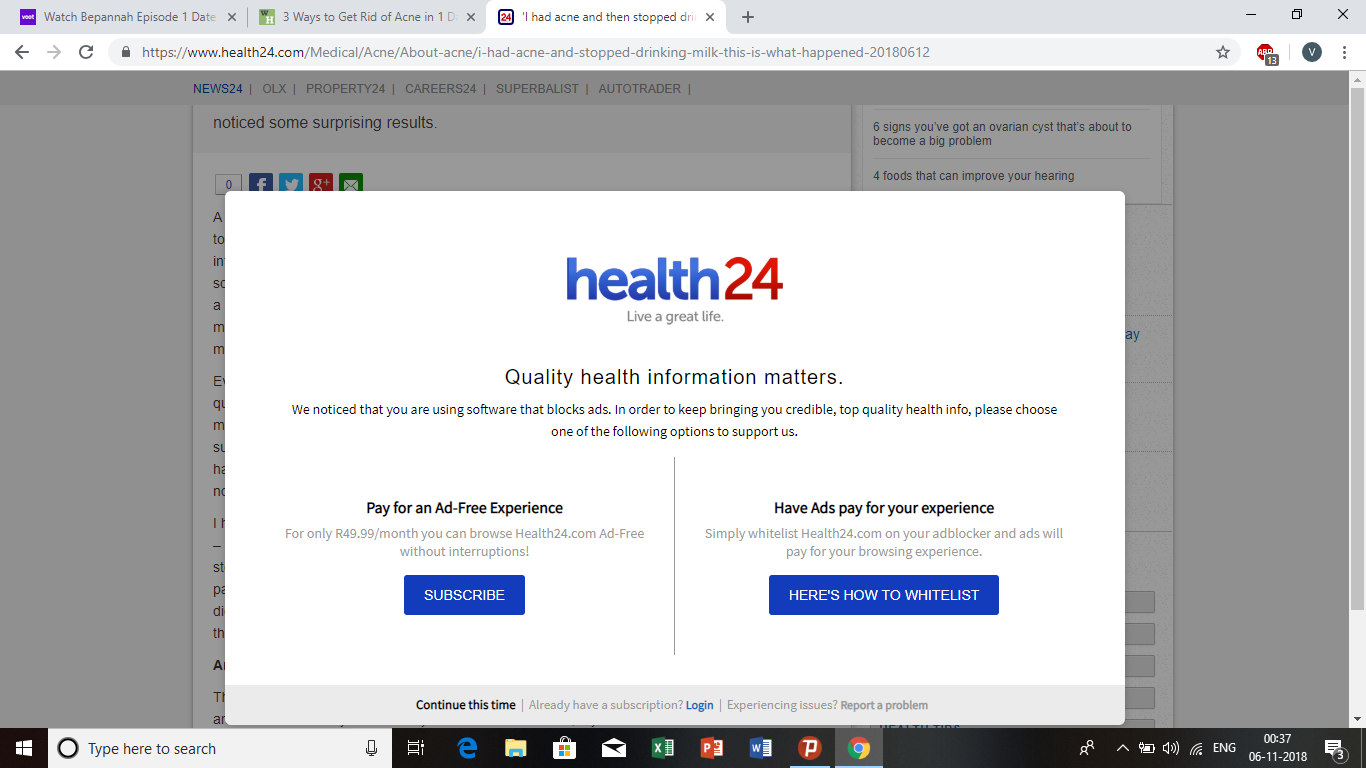 Watch Bepannah Episode 1 Date
3 Ways to Get Rid of Acne in 1 D
24
'I had acne and then stopped dri
https://www.health24.com/Medical/Acne/About-acne/i-had-acne-and-stopped-drinking-milk-this-is-what-happened-20180612
ABP
13
V
NEWS24 | OLX | PROPERTY24 | CAREERS24 | SUPERBALIST | AUTOTRADER |
noticed some surprising results.
6 signs you've got an ovarian cyst that's about to
become a big problem
4 foods that can improve your hearing
0
health24
Live a great life.
Quality health information matters.
We noticed that you are using software that blocks ads. In order to keep bringing you credible, top quality health info, please choose
one of the following options to support us.
Pay for an Ad-Free Experience
For only R49.99/month you can browse Health24.com Ad-Free
without interruptions!
SUBSCRIBE
Have Ads pay for your experience
Simply whitelist Health24.com on your adblocker and ads will
pay for your browsing experience.
HERE'S HOW TO WHITELIST
Continue this time | Already have a subscription? Login | Experiencing issues? Report a problem
Type here to search
ENG
00:37
06-11-2018
3